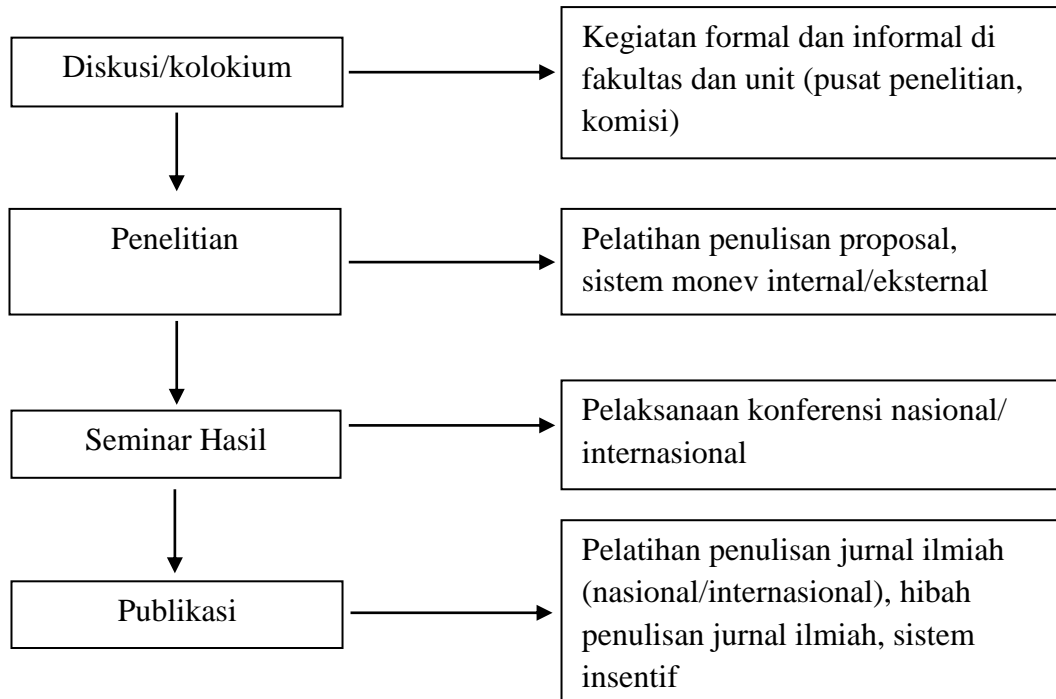 Diskusi/kolokium
Kegiatan formal dan informal di
fakultas dan unit (pusat penelitian,
komisi)
Penelitian
Pelatihan penulisan proposal,
sistem monev internal/eksternal
Seminar Hasil
Pelaksanaan konferensi nasional/
internasional
Publikasi
Pelatihan penulisan jurnal ilmiah
(nasional/internasional), hibah
penulisan jurnal ilmiah, sistem
insentif